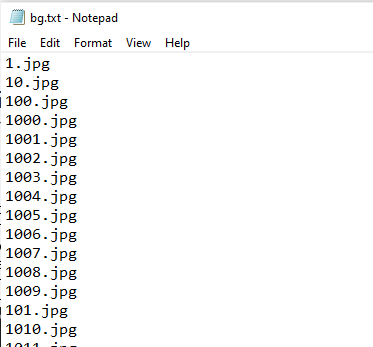 bg.txt - Notepad
File Edit Format View Help
1.jpg
10.jpg
100.jpg
1000.jpg
1001.jpg
1002.jpg
1003.jpg
1004.jpg
1005.jpg
1006.jpg
1007.jpg
1008.jpg
1009.jpg
101.jpg
1010.jpg
1011.jpg